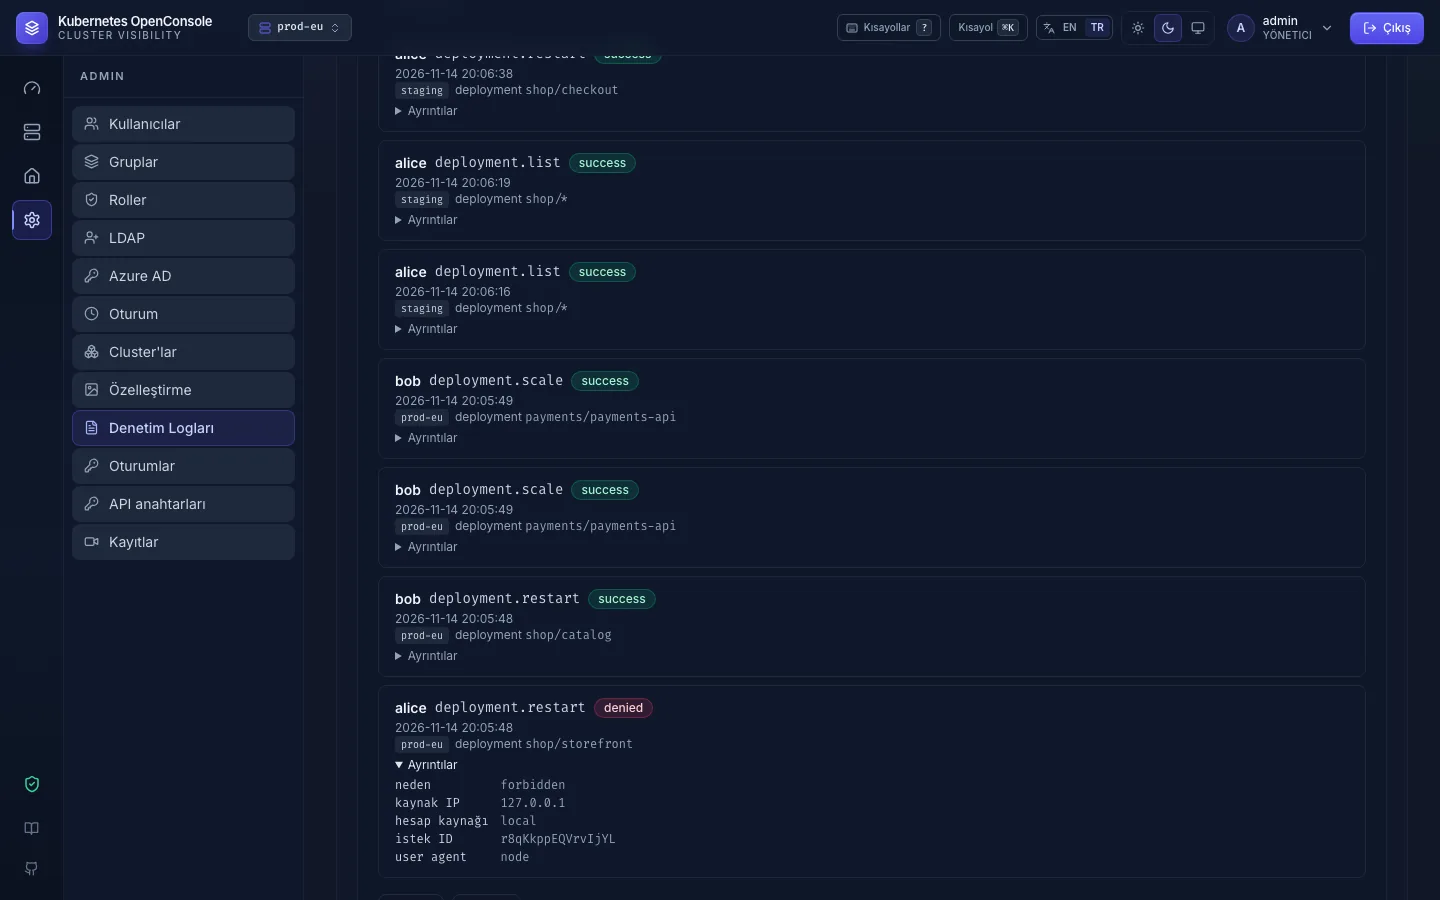 Kubernetes OpenConsole
CLUSTER VISIBILITY
prod-eu
Kısayollar ?
Kısayol ⌘K
EN TR
A
admin
YÖNETICI
Çıkış
ADMIN
Kullanıcılar
Gruplar
Roller
LDAP
Azure AD
Oturum
Cluster'lar
Özelleştirme
Denetim Logları
Oturumlar
API anahtarları
Kayıtlar
alice deployment.restart success
2026-11-14 20:06:38
staging deployment shop/checkout
Ayrıntılar
alice deployment.list success
2026-11-14 20:06:19
staging deployment shop/*
Ayrıntılar
alice deployment.list success
2026-11-14 20:06:16
staging deployment shop/*
Ayrıntılar
bob deployment.scale success
2026-11-14 20:05:49
prod-eu deployment payments/payments-api
Ayrıntılar
bob deployment.scale success
2026-11-14 20:05:49
prod-eu deployment payments/payments-api
Ayrıntılar
bob deployment.restart success
2026-11-14 20:05:48
prod-eu deployment shop/catalog
Ayrıntılar
alice deployment.restart denied
2026-11-14 20:05:48
prod-eu deployment shop/storefront
Ayrıntılar
neden forbidden
kaynak IP 127.0.0.1
hesap kaynağı local
istek ID r8qKkppEQVrvIjYL
user agent node